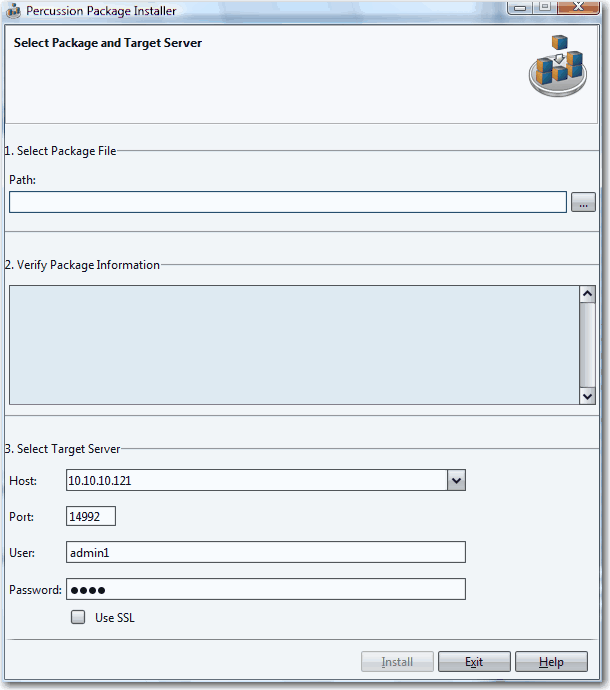 Percussion Package Installer
Select Package and Target Server
1. Select Package File
Path:
...
2. Verify Package Information
3. Select Target Server
Host: 10.10.10.121
Port: 14992
User: admin1
Password: ●●●●
Use SSL
Install Exit Help